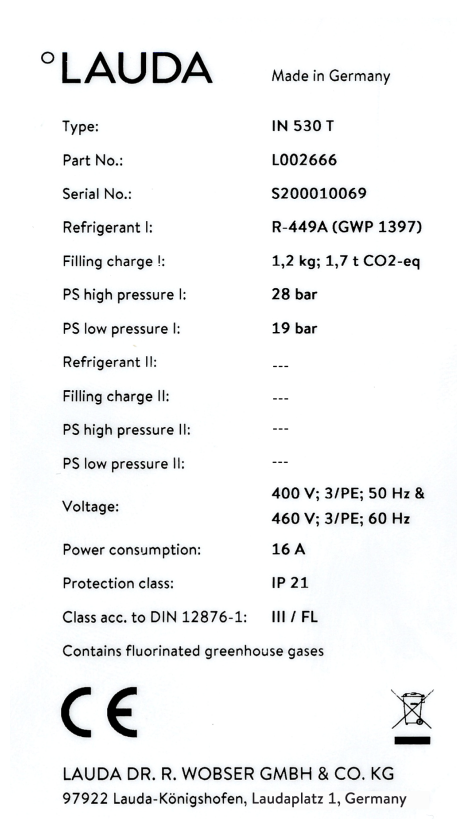 °LAUDA Made in Germany
Type: IN 530 T
Part No.: L002666
Serial No.: S200010069
Refrigerant I: R-449A (GWP 1397)
Filling charge I: 1,2 kg; 1,7 t CO2-eq
PS high pressure I: 28 bar
PS low pressure I: 19 bar
Refrigerant II: ---
Filling charge II: ---
PS high pressure II: ---
PS low pressure II: ---
Voltage: 400 V; 3/PE; 50 Hz &
460 V; 3/PE; 60 Hz
Power consumption: 16 A
Protection class: IP 21
Class acc. to DIN 12876-1: III / FL
Contains fluorinated greenhouse gases
CE
LAUDA DR. R. WOBSER GMBH & CO. KG
97922 Lauda-Königshofen, Laudaplatz 1, Germany